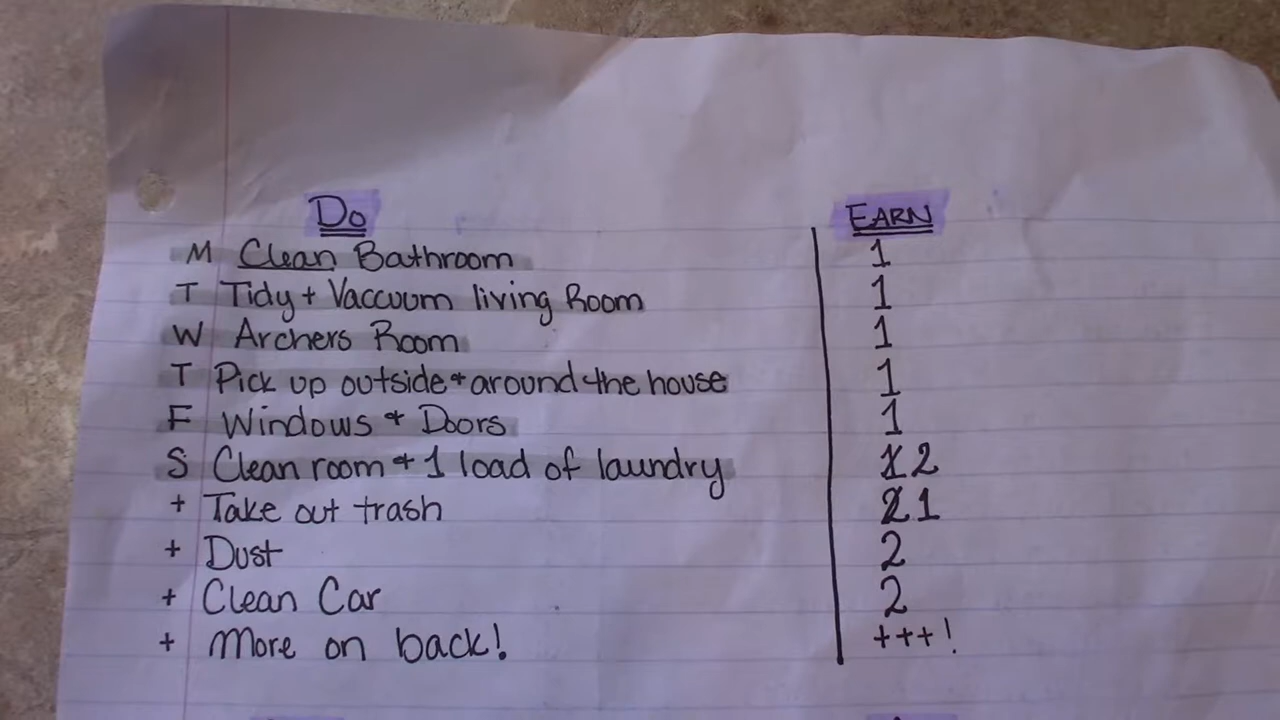 Do EARN
M Clean Bathroom 1
T Tidy + Vaccuum living Room 1
W Archers Room 1
T Pick up outside + around the house 1
F Windows + Doors 1
S Clean room + 1 load of laundry 1 2
+ Take out trash 2 1
+ Dust 2
+ Clean Car 2
+ More on back! +++!